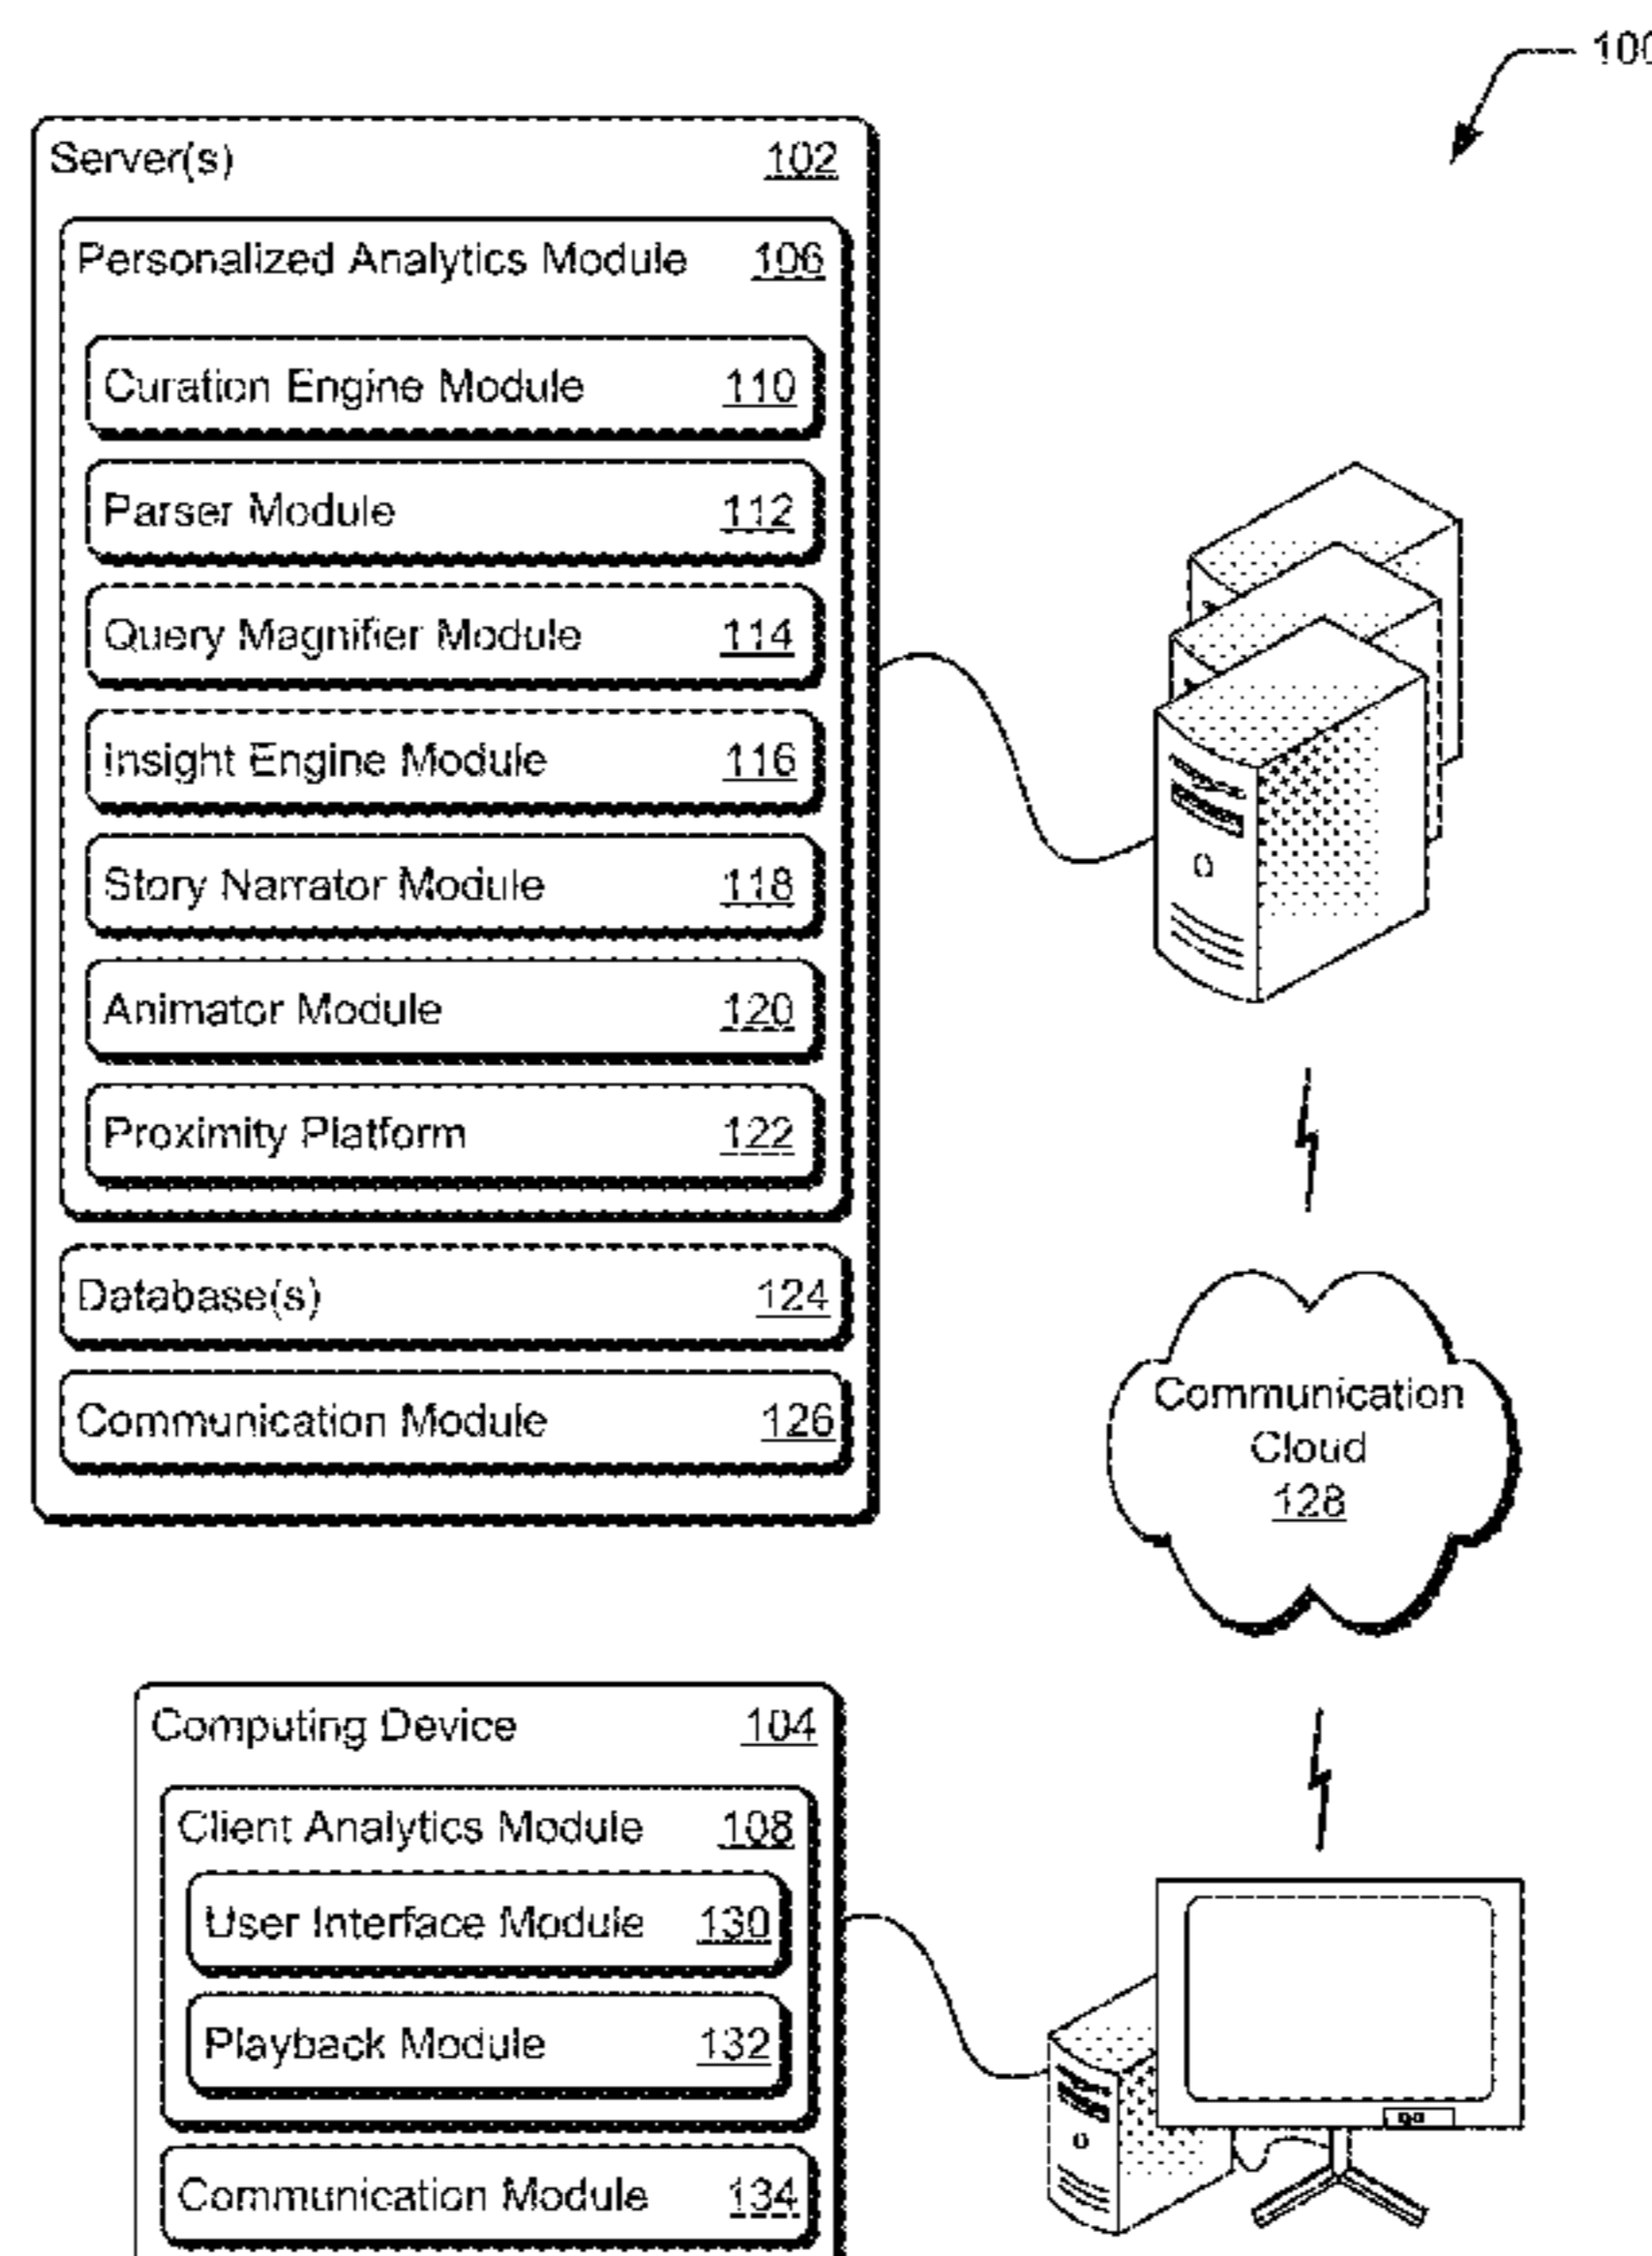 100
Server(s) 102
Personalized Analytics Module 106
Curation Engine Module 110
Parser Module 112
Query Magnifier Module 114
Insight Engine Module 116
Story Narrator Module 118
Animator Module 120
Proximity Platform 122
Database(s) 124
Communication Module 126
Communication
Cloud
128
Computing Device 104
Client Analytics Module 108
User Interface Module 130
Playback Module 132
Communication Module 134